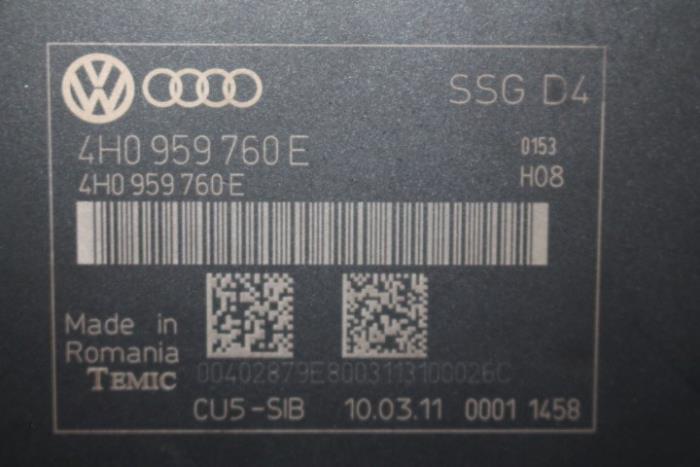 SSG D4
4H0 959 760 E
0153
4H0 959 760 E
H08
Made in
Romania
TEMIC
00402879E8003113100026C
CU5-SIB 10.03.11 0001 1458